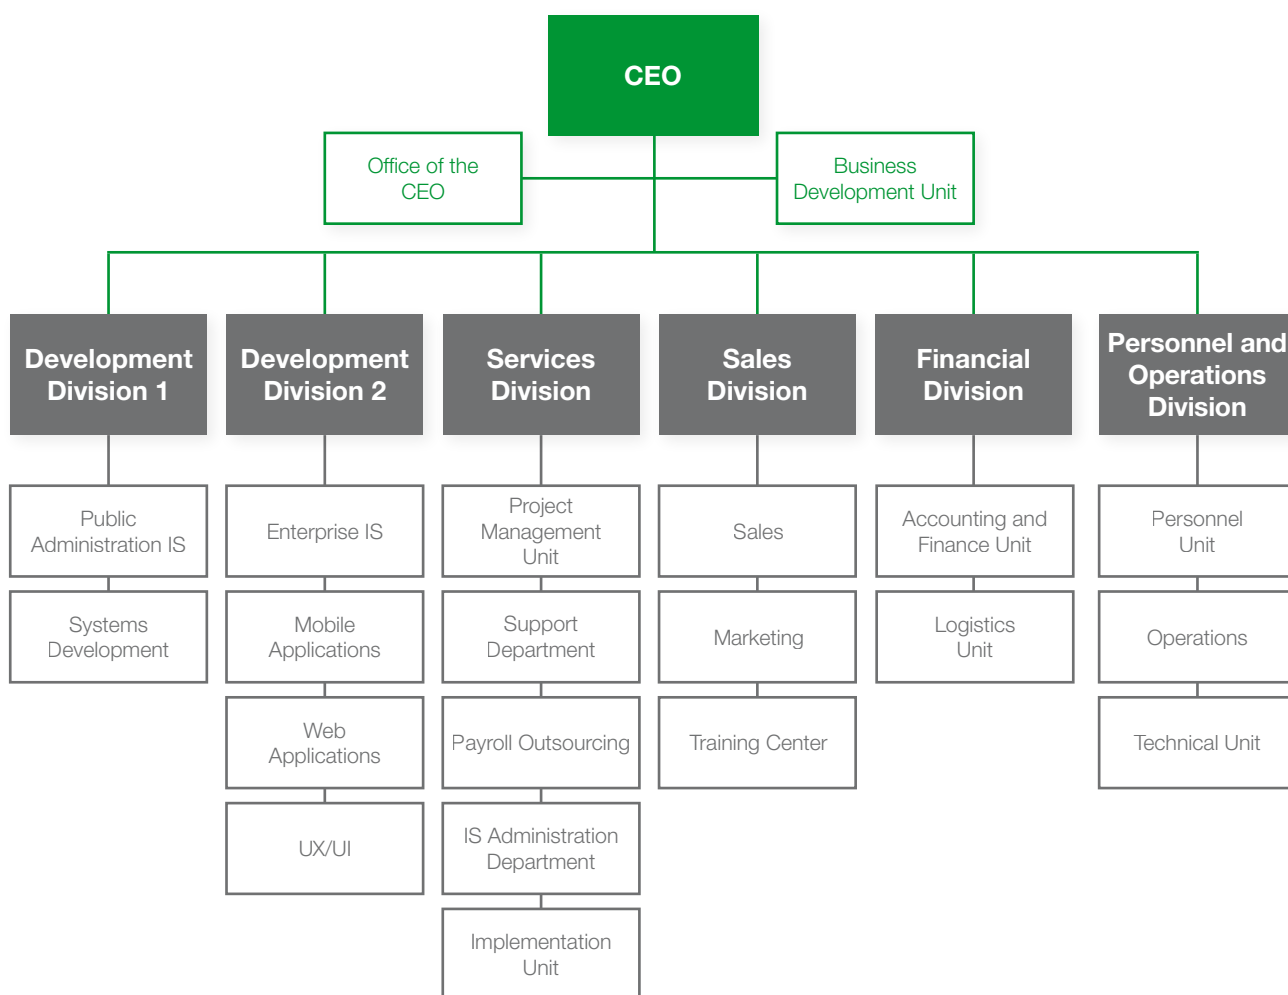 CEO
Office of the
CEO
Business
Development Unit
Development
Division 1
Development
Division 2
Services
Division
Sales
Division
Financial
Division
Personnel and
Operations
Division
Public
Administration IS
Systems
Development
Enterprise IS
Mobile
Applications
Web
Applications
UX/UI
Project
Management
Unit
Support
Department
Payroll Outsourcing
IS Administration
Department
Implementation
Unit
Sales
Marketing
Training Center
Accounting and
Finance Unit
Logistics
Unit
Personnel
Unit
Operations
Technical Unit